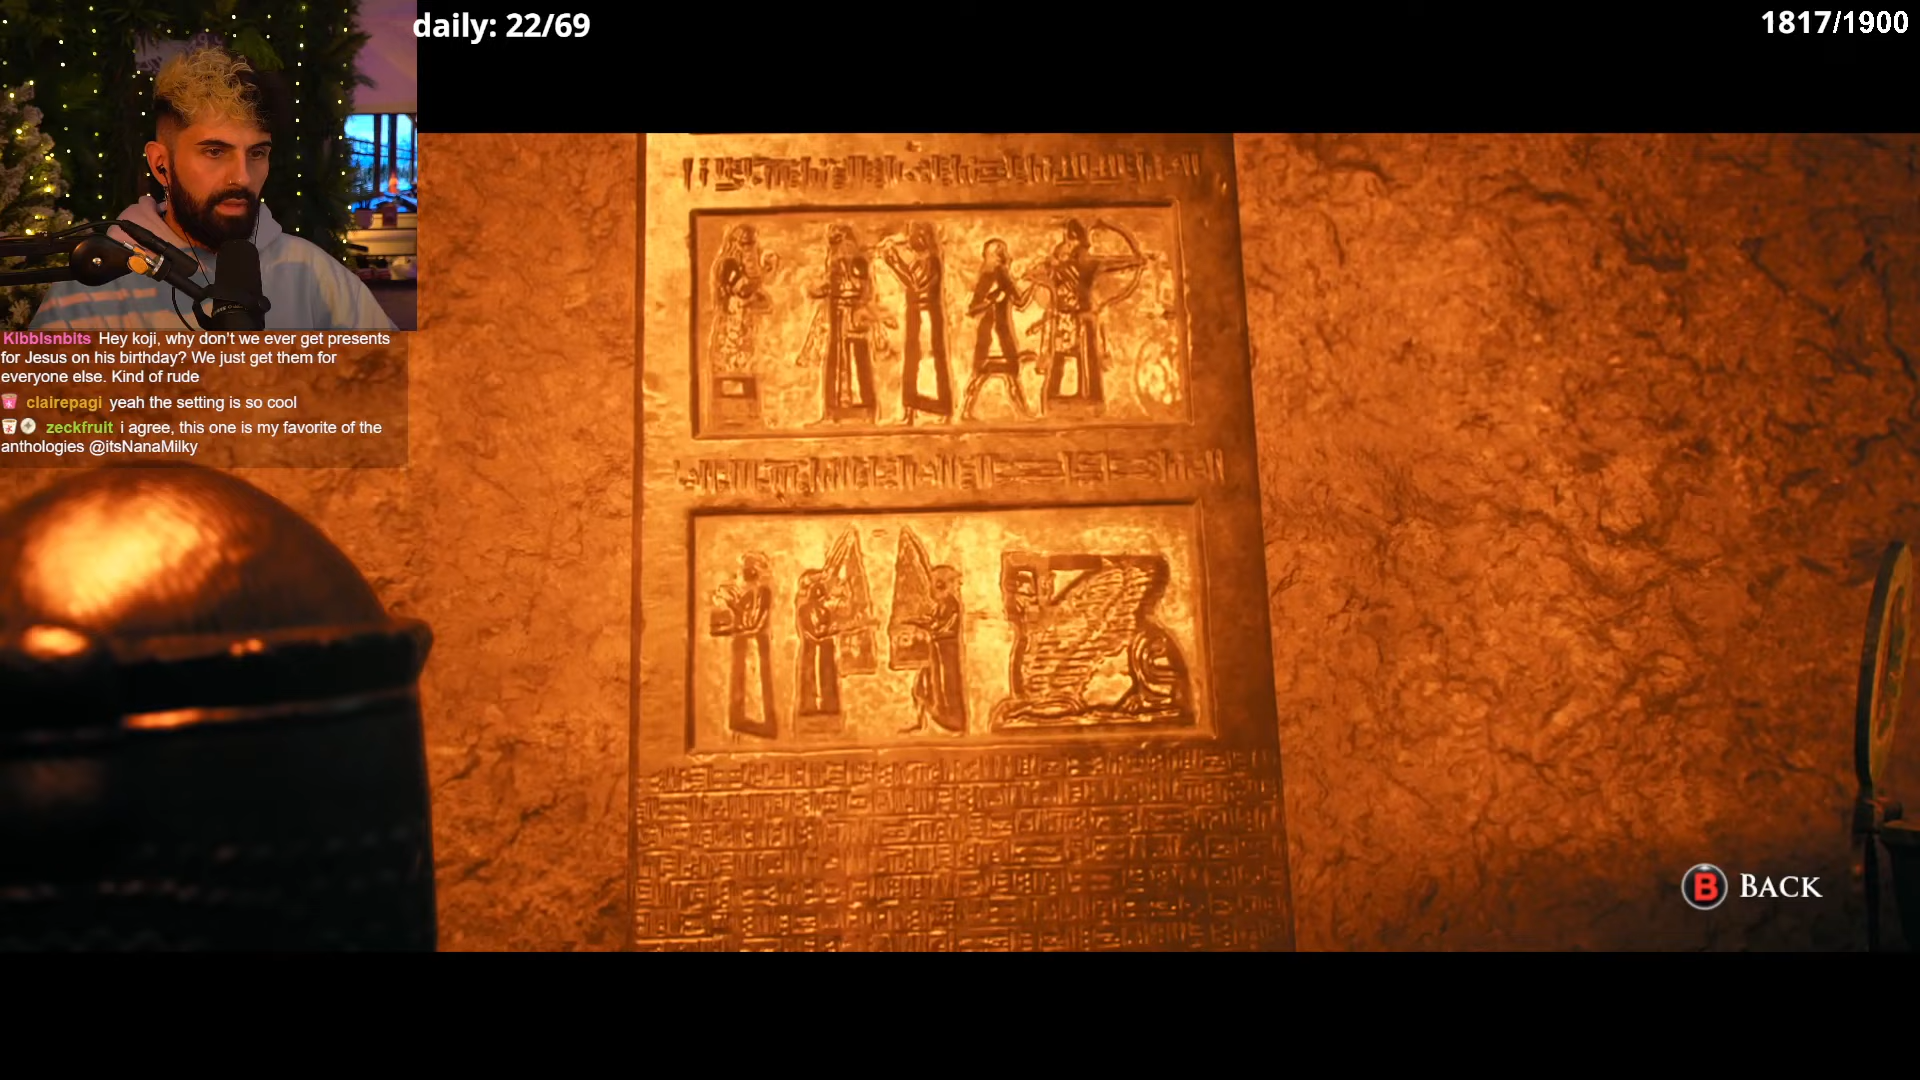 daily: 22/69
1817/1900
KIbbIsnbits Hey koji, why don't we ever get presents
for Jesus on his birthday? We just get them for
everyone else. Kind of rude
clairepagi yeah the setting is so cool
zeckfruit i agree, this one is my favorite of the
anthologies @itsNanaMilky
B BACK